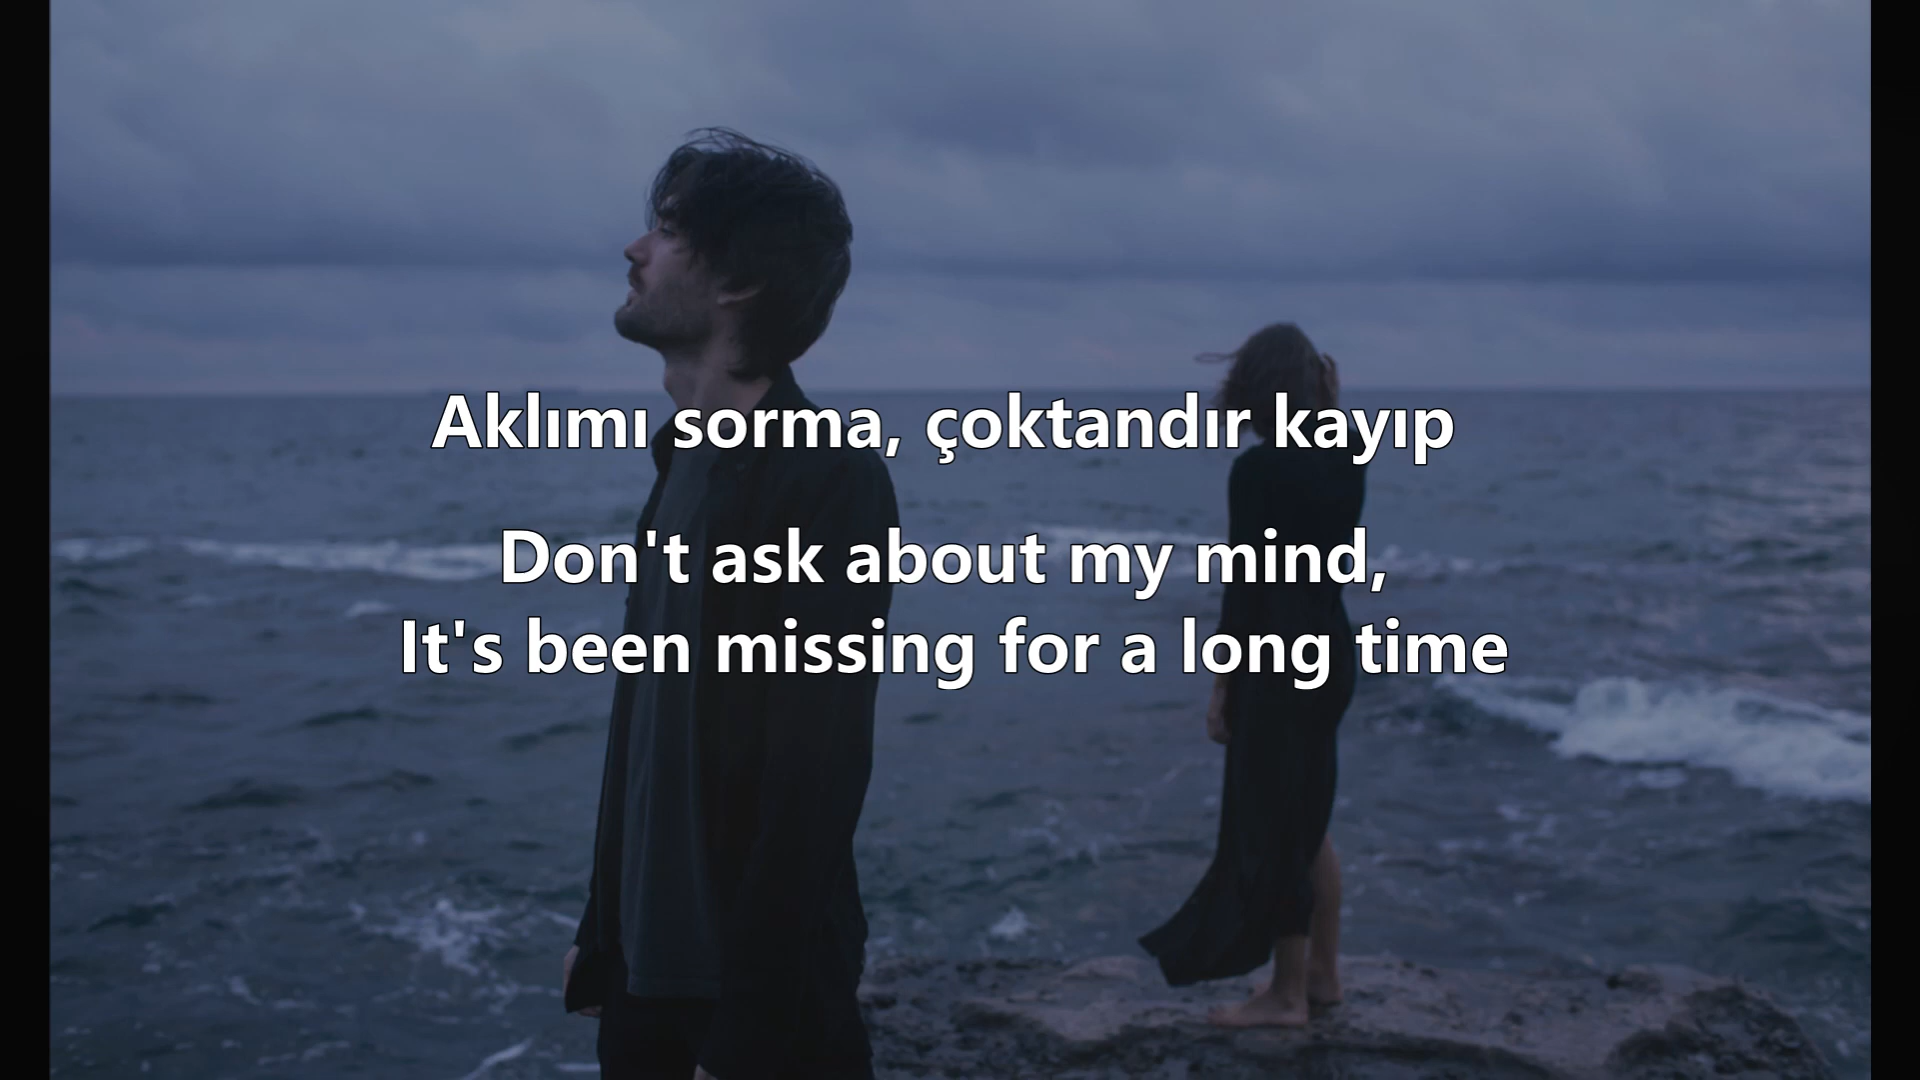 Aklımı sorma, çoktandır kayıp
Don't ask about my mind,
It's been missing for a long time